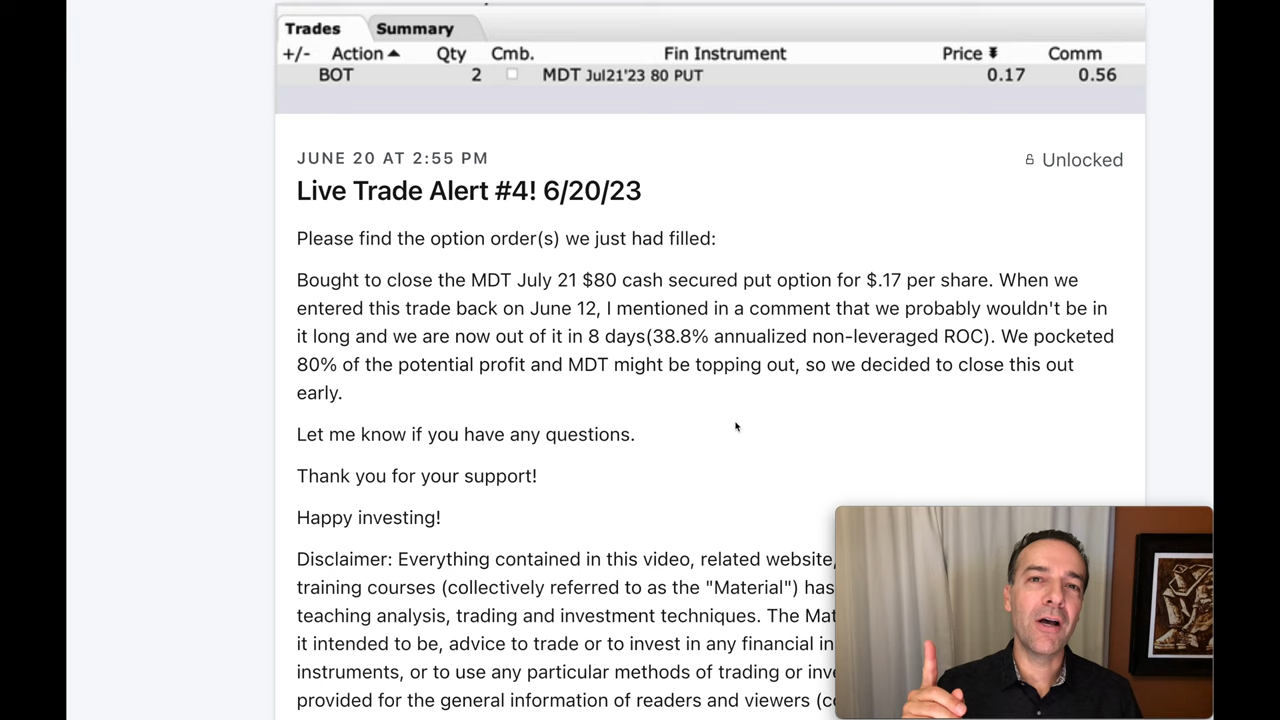 Trades Summary
+/- Action Qty Cmb. Fin Instrument Price Comm
BOT 2 MDT Jul21'23 80 PUT 0.17 0.56
JUNE 20 AT 2:55 PM
Unlocked
Live Trade Alert #4! 6/20/23
Please find the option order(s) we just had filled:
Bought to close the MDT July 21 $80 cash secured put option for $.17 per share. When we
entered this trade back on June 12, I mentioned in a comment that we probably wouldn't be in
it long and we are now out of it in 8 days(38.8% annualized non-leveraged ROC). We pocketed
80% of the potential profit and MDT might be topping out, so we decided to close this out
early.
Let me know if you have any questions.
Thank you for your support!
Happy investing!
Disclaimer: Everything contained in this video, related website,
training courses (collectively referred to as the "Material") has
teaching analysis, trading and investment techniques. The Mat
it intended to be, advice to trade or to invest in any financial in
instruments, or to use any particular methods of trading or inve
provided for the general information of readers and viewers (co